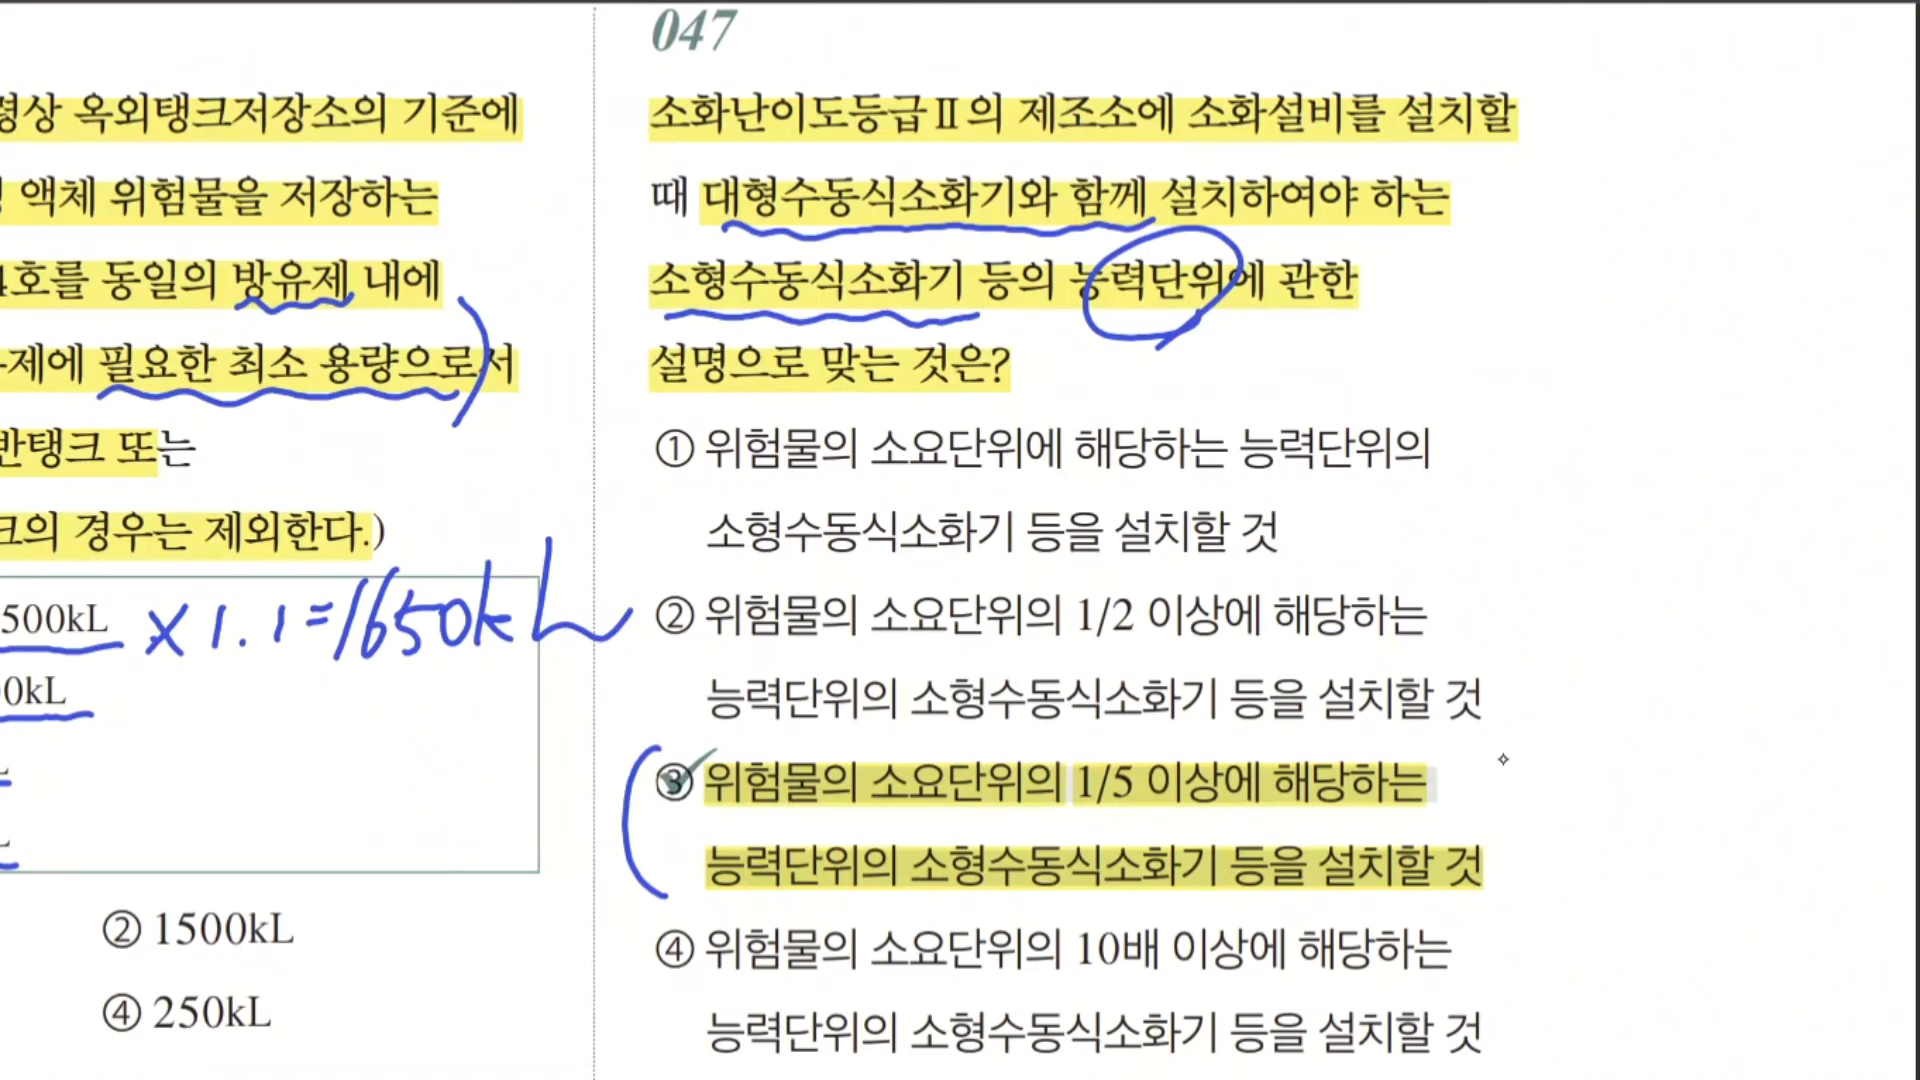 령상 옥외탱크저장소의 기준에
액체 위험물을 저장하는
4호를 동일의 방유제 내에
제에 필요한 최소 용량으로서
반탱크 또는
크의 경우는 제외한다.)
500kL × 1.1=1650kL
0kL
② 1500kL
④ 250kL
047
소화난이도등급Ⅱ의 제조소에 소화설비를 설치할
때 대형수동식소화기와 함께 설치하여야 하는
소형수동식소화기 등의 능력단위에 관한
설명으로 맞는 것은?
① 위험물의 소요단위에 해당하는 능력단위의
소형수동식소화기 등을 설치할 것
② 위험물의 소요단위의 1/2 이상에 해당하는
능력단위의 소형수동식소화기 등을 설치할 것
③ 위험물의 소요단위의 1/5 이상에 해당하는
능력단위의 소형수동식소화기 등을 설치할 것
④ 위험물의 소요단위의 10배 이상에 해당하는
능력단위의 소형수동식소화기 등을 설치할 것